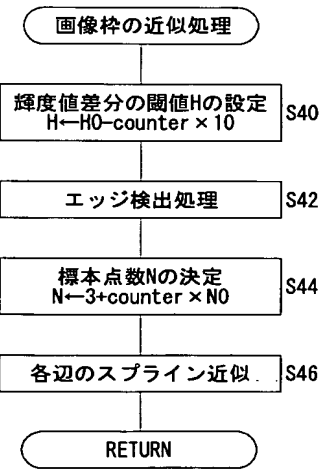 画像枠の近似処理
輝度値差分の閾値Hの設定
H←H0-counter×10
S40
エッジ検出処理
S42
標本点数Nの決定
N←3+counter×N0
S44
各辺のスプライン近似
S46
RETURN